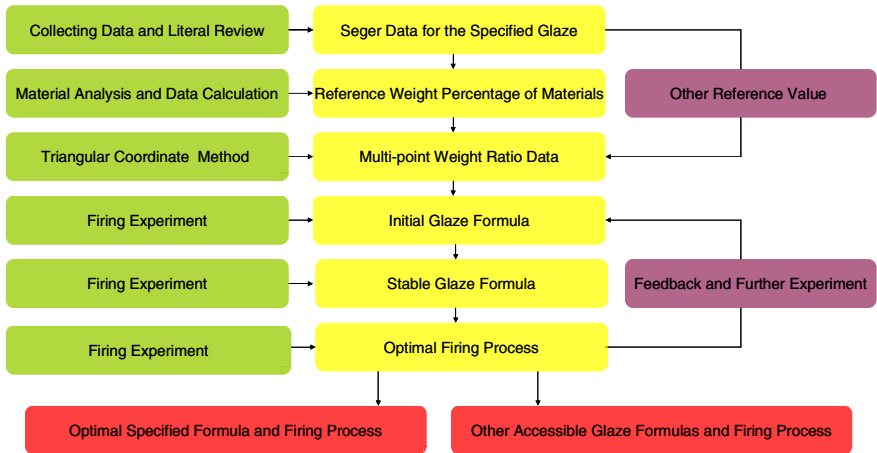 Collecting Data and Literal Review
Seger Data for the Specified Glaze
Material Analysis and Data Calculation
Reference Weight Percentage of Materials
Other Reference Value
Triangular Coordinate Method
Multi-point Weight Ratio Data
Firing Experiment
Initial Glaze Formula
Firing Experiment
Stable Glaze Formula
Feedback and Further Experiment
Firing Experiment
Optimal Firing Process
Optimal Specified Formula and Firing Process
Other Accessible Glaze Formulas and Firing Process